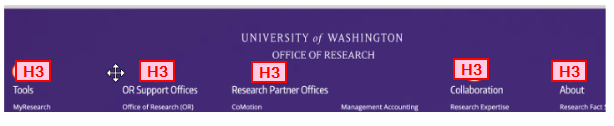 UNIVERSITY of WASHINGTON
OFFICE OF RESEARCH
H3 H3 H3 H3 H3
Tools OR Support Offices Research Partner Offices Collaboration About
MyResearch Office of Research (OR) CoMotion Management Accounting Research Expertise Research Fact